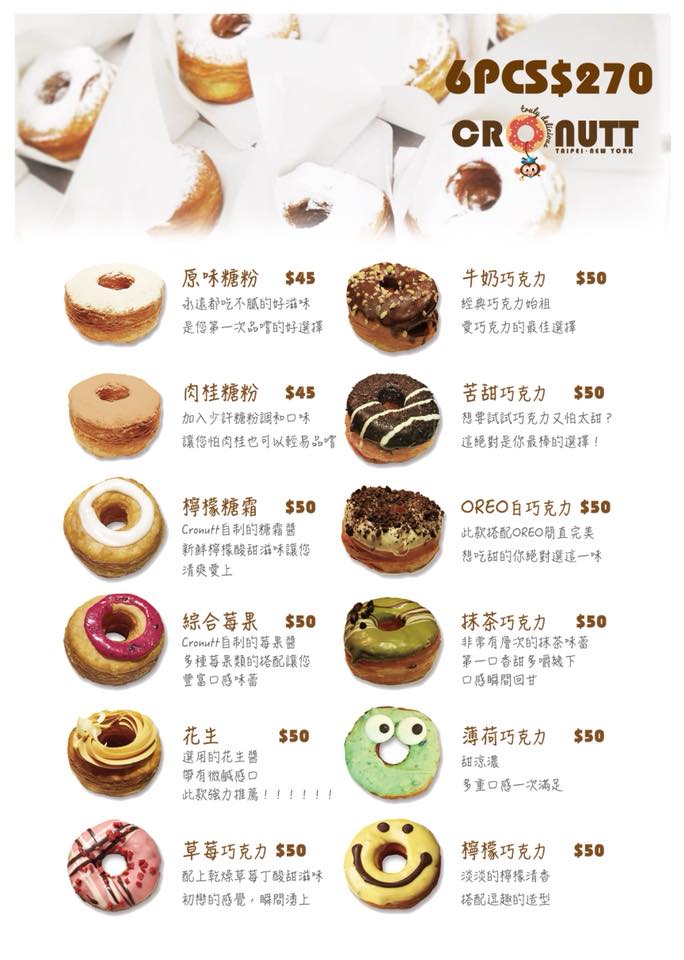 6PCS$270
truly delicious
CRONUTT
TAIPEI·NEW YORK
原味糖粉 $45
永遠都吃不膩的好滋味
是您第一次品嚐的好選擇
肉桂糖粉 $45
加入少許糖粉調和口味
讓您怕肉桂也可以輕易品嚐
檸檬糖霜 $50
Cronutt自制的糖霜醬
新鮮檸檬酸甜滋味讓您
清爽愛上
綜合莓果 $50
Cronutt自制的莓果醬
多種莓果類的搭配讓您
豐富口感味蕾
花生 $50
選用的花生醬
帶有微鹹感口
此款強力推薦！！！！！！
草莓巧克力 $50
配上乾燥草莓丁酸甜滋味
初戀的感覺，瞬間湧上
牛奶巧克力 $50
經典巧克力始祖
愛巧克力的最佳選擇
苦甜巧克力 $50
想要試試巧克力又怕太甜？
這絕對是你最棒的選擇！
OREO白巧克力 $50
此款搭配OREO簡直完美
想吃甜的你絕對選這一味
抹茶巧克力 $50
非常有層次的抹茶味蕾
第一口香甜多嚼幾下
口感瞬間回甘
薄荷巧克力 $50
甜涼濃
多重口感一次滿足
檸檬巧克力 $50
淡淡的檸檬清香
搭配逗趣的造型